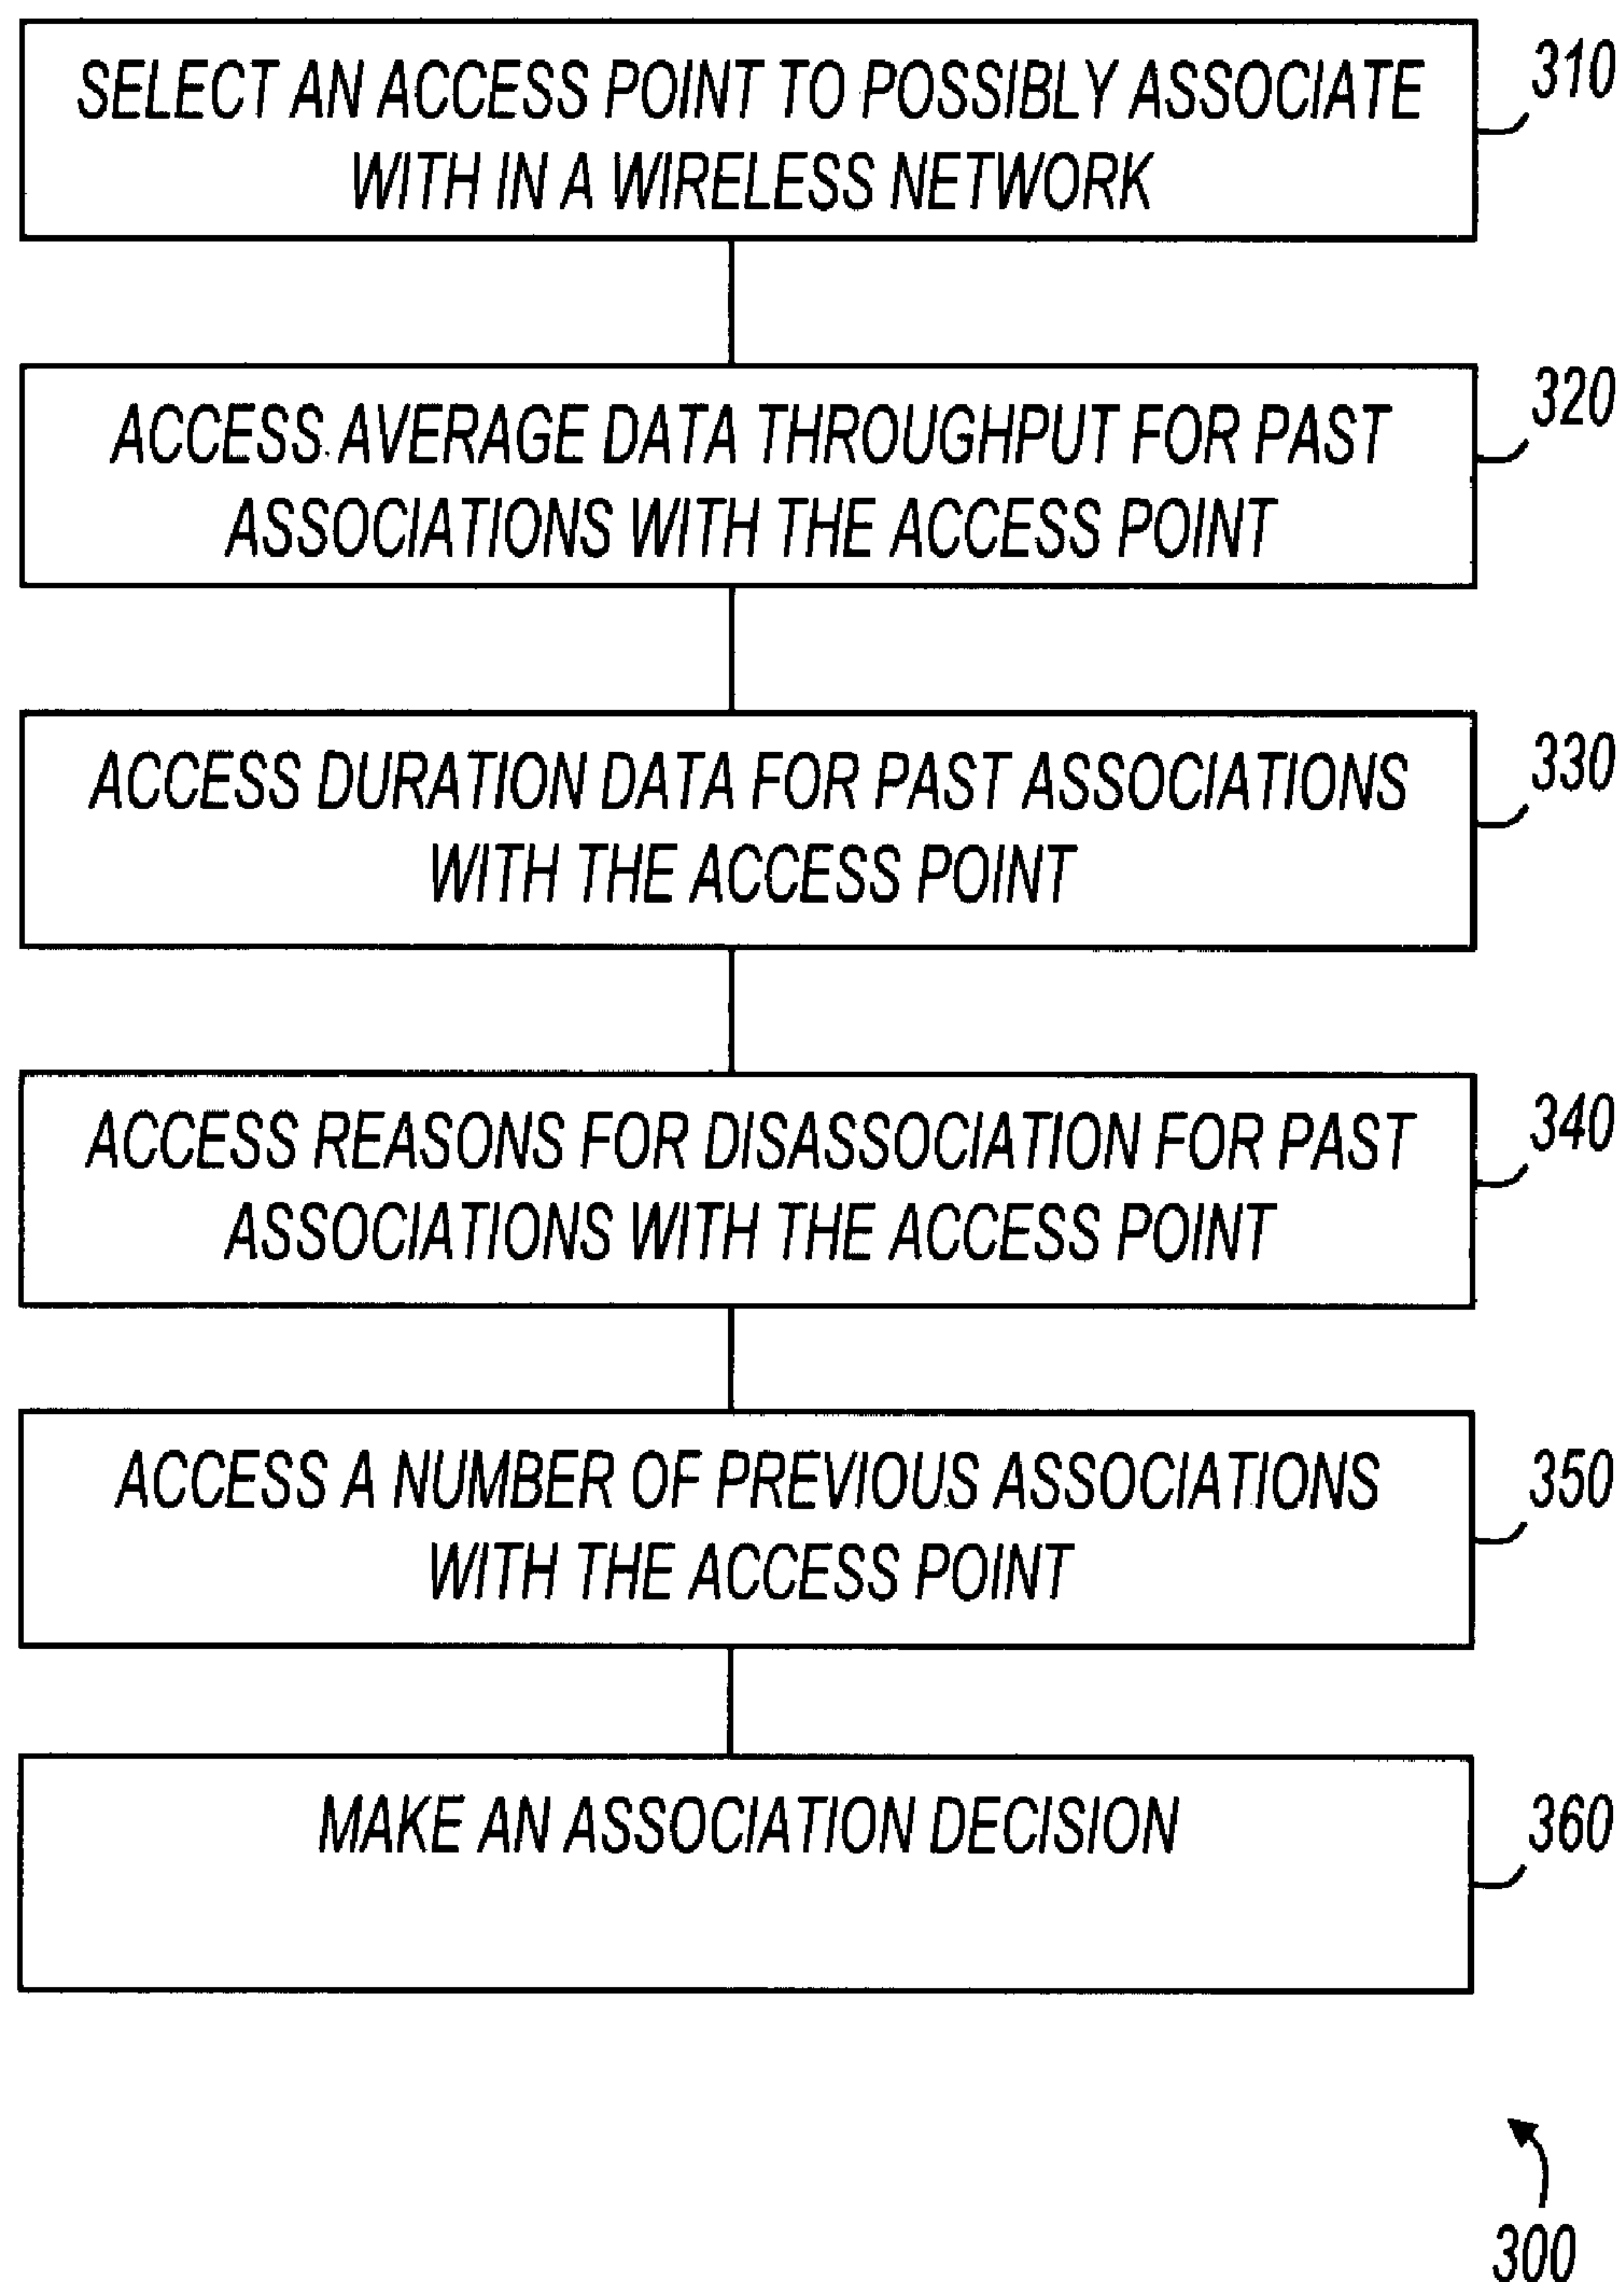 SELECT AN ACCESS POINT TO POSSIBLY ASSOCIATE
WITH IN A WIRELESS NETWORK
310
ACCESS AVERAGE DATA THROUGHPUT FOR PAST
ASSOCIATIONS WITH THE ACCESS POINT
320
ACCESS DURATION DATA FOR PAST ASSOCIATIONS
WITH THE ACCESS POINT
330
ACCESS REASONS FOR DISASSOCIATION FOR PAST
ASSOCIATIONS WITH THE ACCESS POINT
340
ACCESS A NUMBER OF PREVIOUS ASSOCIATIONS
WITH THE ACCESS POINT
350
MAKE AN ASSOCIATION DECISION
360
300